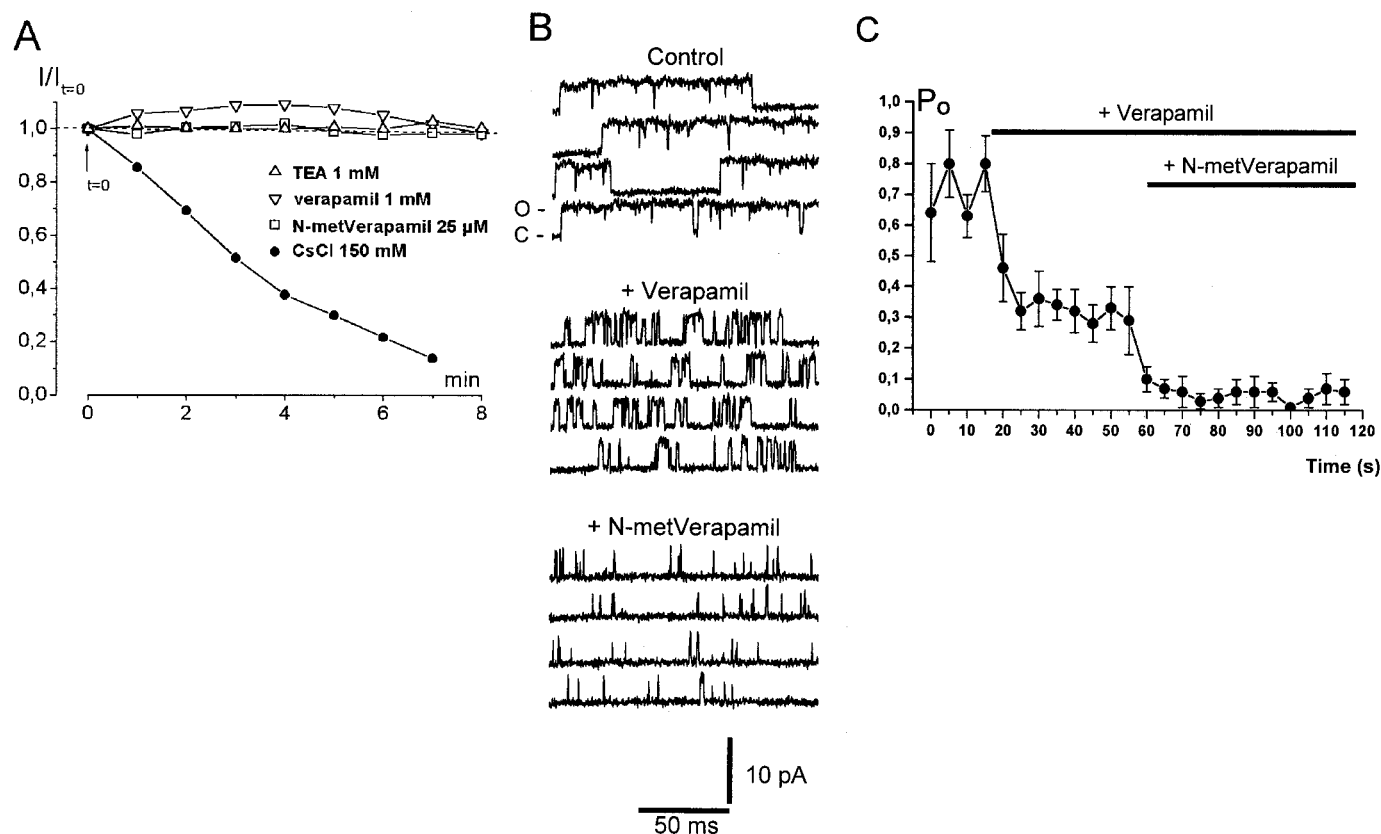 A
I/I t=0
1,0
0,8
0,6
0,4
0,2
0,0
t=0
TEA 1 mM
verapamil 1 mM
N-metVerapamil 25 µM
CsCl 150 mM
min
0 2 4 6 8
B
Control
O -
C -
+ Verapamil
+ N-metVerapamil
10 pA
50 ms
C
Po
1,0
0,9
0,8
0,7
0,6
0,5
0,4
0,3
0,2
0,1
0,0
+ Verapamil
+ N-metVerapamil
0 10 20 30 40 50 60 70 80 90 100 110 120
Time (s)